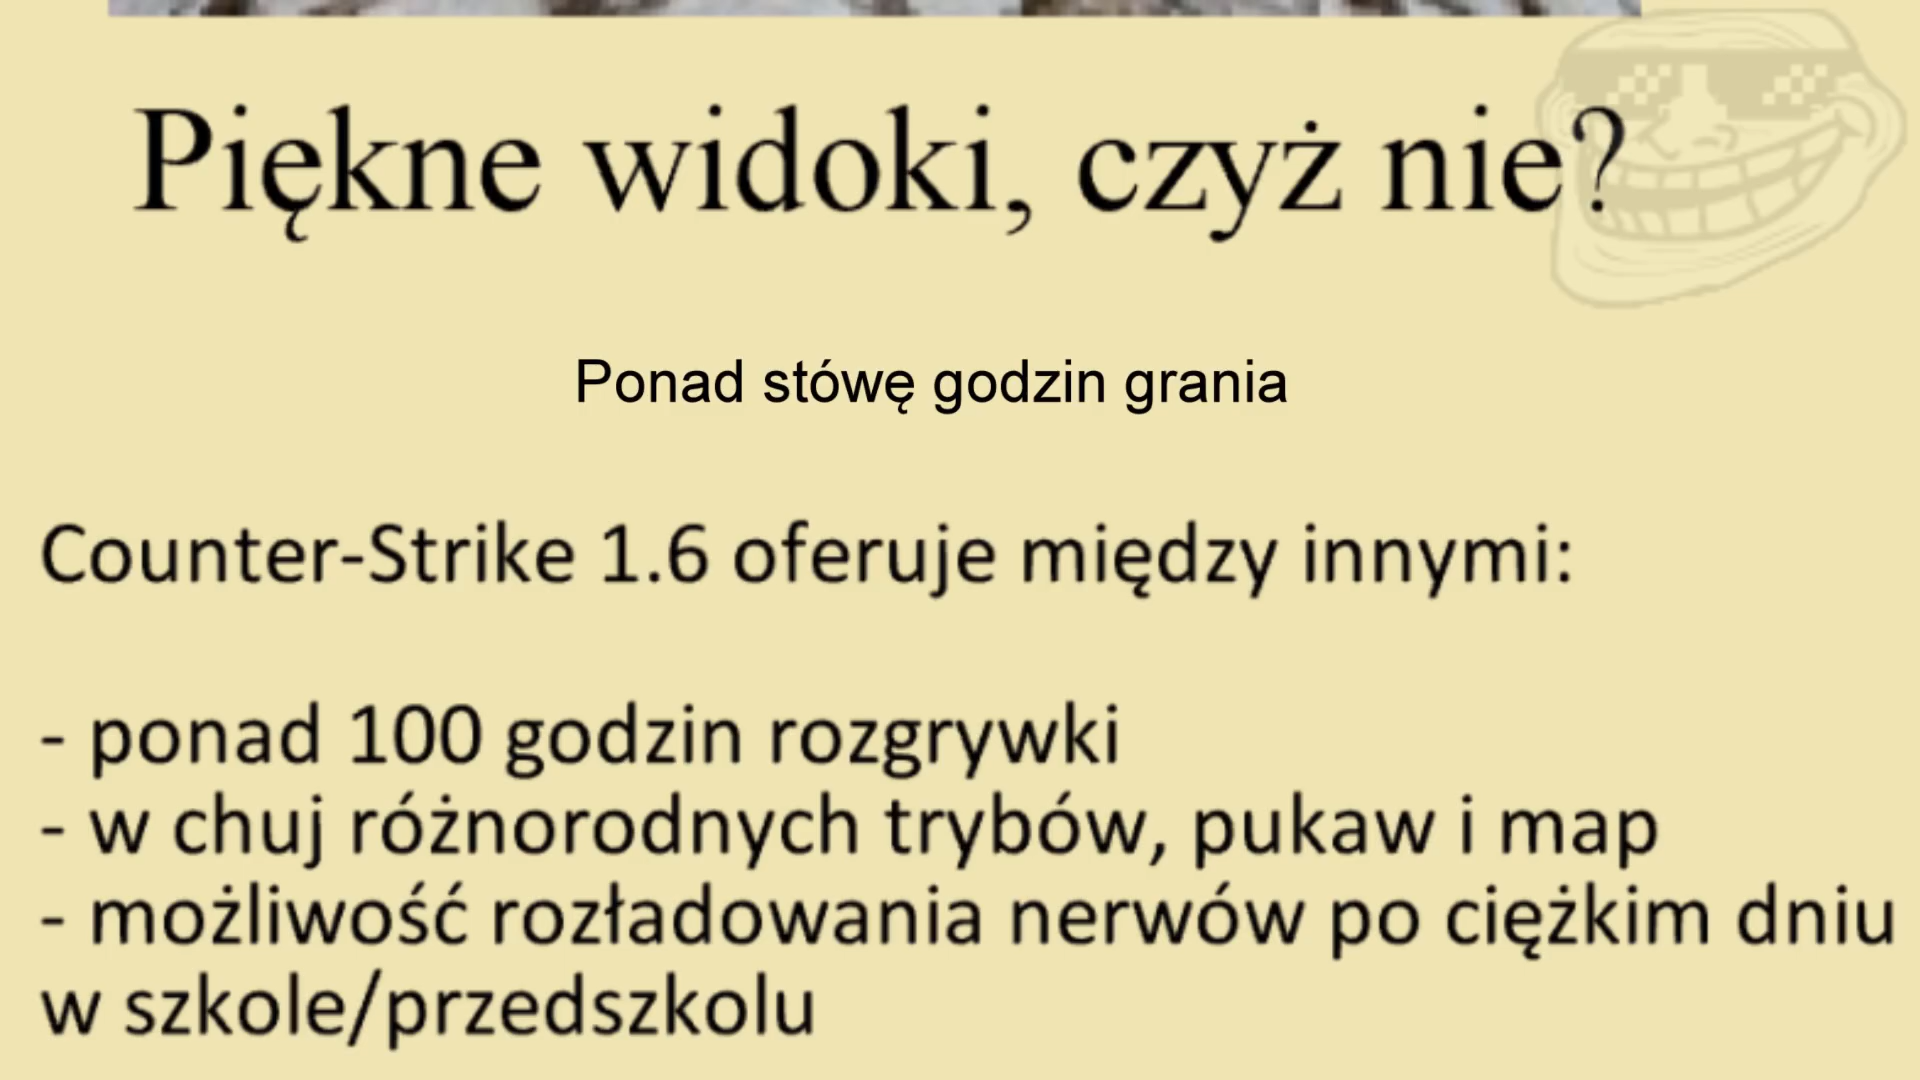 Piękne widoki, czyż nie?
Ponad stówę godzin grania
Counter-Strike 1.6 oferuje między innymi:
- ponad 100 godzin rozgrywki
- w chuj różnorodnych trybów, pukaw i map
- możliwość rozładowania nerwów po ciężkim dniu
w szkole/przedszkolu